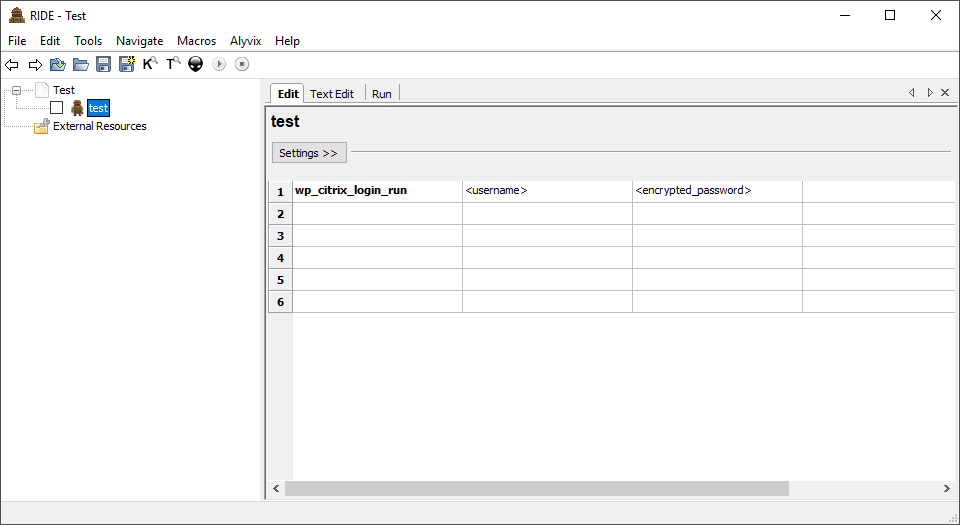 RIDE - Test
File Edit Tools Navigate Macros Alyvix Help
K T
Test
test
External Resources
Edit Text Edit Run
test
Settings >>
1 wp_citrix_login_run <username> <encrypted_password>
2
3
4
5
6